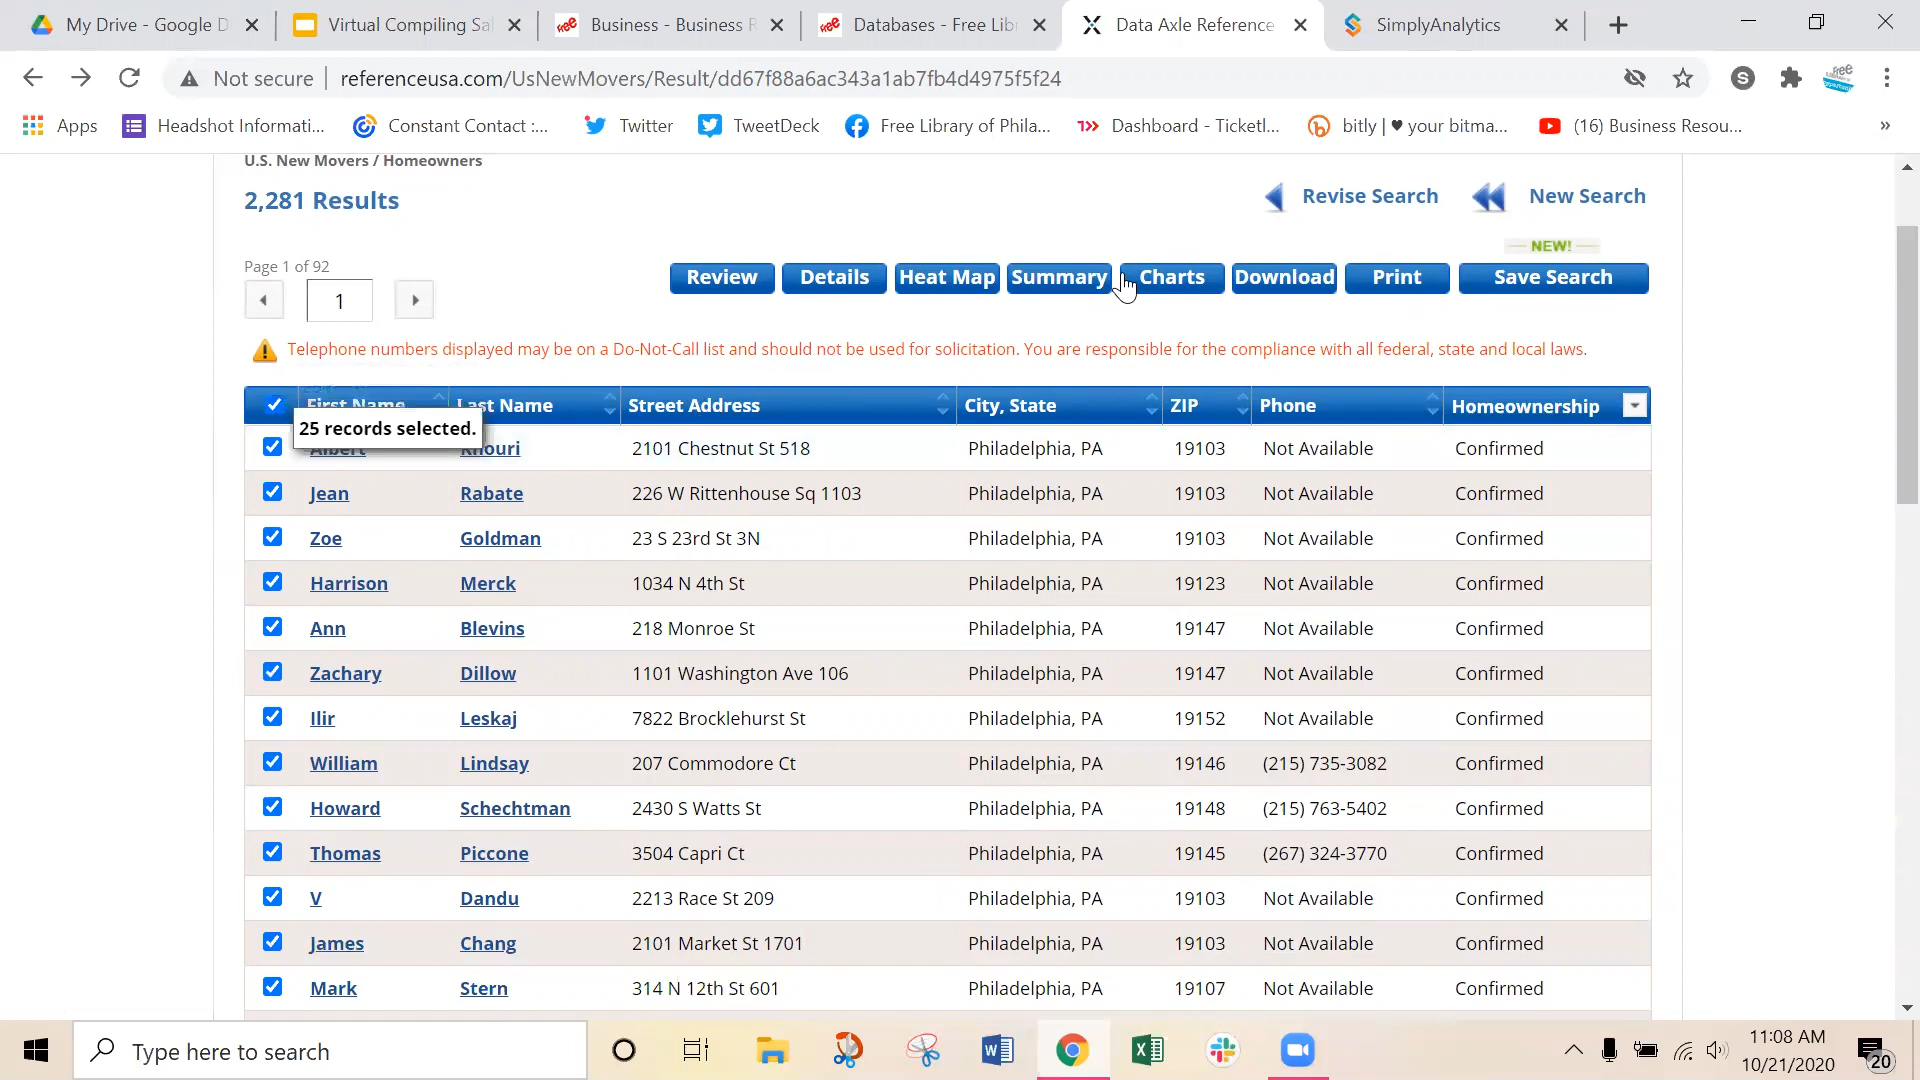 My Drive - Google D
Virtual Compiling Sal
Business - Business R
Databases - Free Libr
Data Axle Reference
SimplyAnalytics
Not secure
referenceusa.com/UsNewMovers/Result/dd67f88a6ac343a1ab7fb4d4975f5f24
Apps
Headshot Informati...
Constant Contact :...
Twitter
TweetDeck
Free Library of Phila...
Dashboard - Ticketl...
bitly | ♥ your bitma...
(16) Business Resou...
»
U.S. New Movers / Homeowners
2,281 Results
Revise Search
New Search
NEW!
Page 1 of 92
1
Review
Details
Heat Map
Summary
Charts
Download
Print
Save Search
Telephone numbers displayed may be on a Do-Not-Call list and should not be used for solicitation. You are responsible for the compliance with all federal, state and local laws.
First Name Last Name Street Address City, State ZIP Phone Homeownership
25 records selected.
Albert Khouri 2101 Chestnut St 518 Philadelphia, PA 19103 Not Available Confirmed
Jean Rabate 226 W Rittenhouse Sq 1103 Philadelphia, PA 19103 Not Available Confirmed
Zoe Goldman 23 S 23rd St 3N Philadelphia, PA 19103 Not Available Confirmed
Harrison Merck 1034 N 4th St Philadelphia, PA 19123 Not Available Confirmed
Ann Blevins 218 Monroe St Philadelphia, PA 19147 Not Available Confirmed
Zachary Dillow 1101 Washington Ave 106 Philadelphia, PA 19147 Not Available Confirmed
Ilir Leskaj 7822 Brocklehurst St Philadelphia, PA 19152 Not Available Confirmed
William Lindsay 207 Commodore Ct Philadelphia, PA 19146 (215) 735-3082 Confirmed
Howard Schechtman 2430 S Watts St Philadelphia, PA 19148 (215) 763-5402 Confirmed
Thomas Piccone 3504 Capri Ct Philadelphia, PA 19145 (267) 324-3770 Confirmed
V Dandu 2213 Race St 209 Philadelphia, PA 19103 Not Available Confirmed
James Chang 2101 Market St 1701 Philadelphia, PA 19103 Not Available Confirmed
Mark Stern 314 N 12th St 601 Philadelphia, PA 19107 Not Available Confirmed
Type here to search
11:08 AM
10/21/2020
20